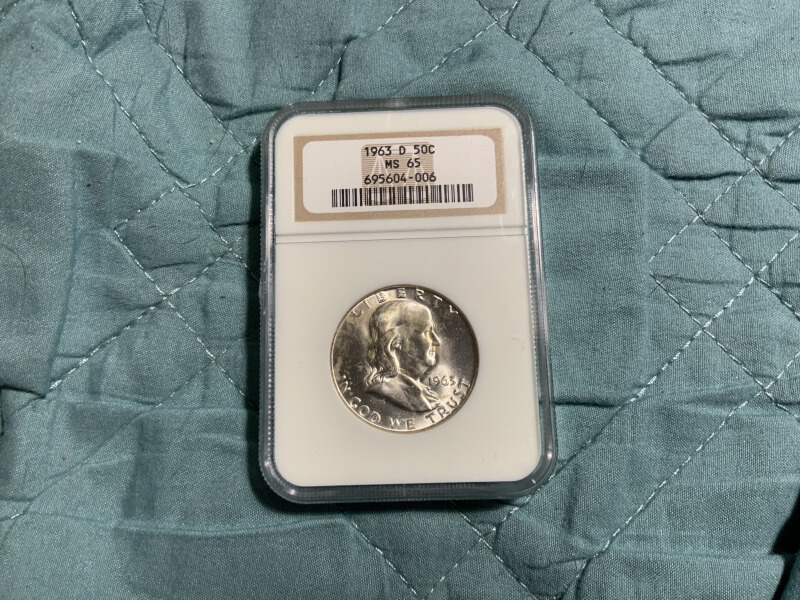 1963 D 50C
MS 65
695604-006
LIBERTY
1963
IN GOD WE TRUST